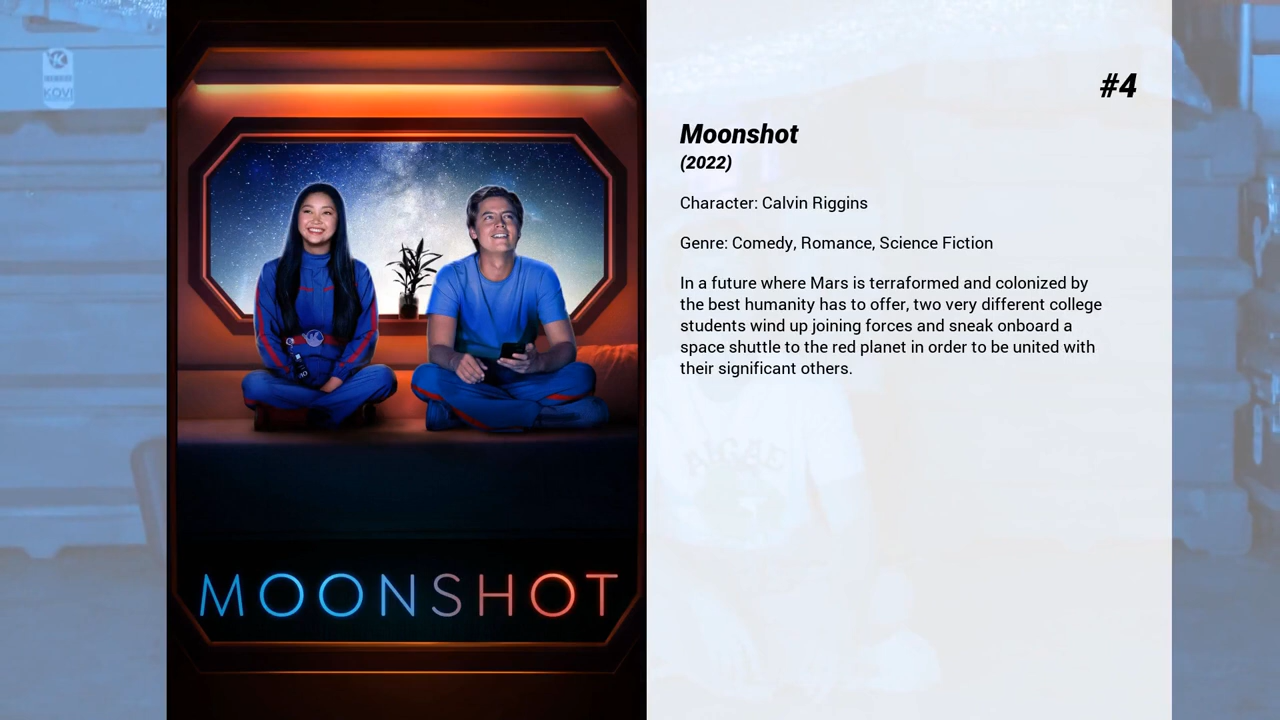 KOVI
#4
Moonshot
(2022)
Character: Calvin Riggins
Genre: Comedy, Romance, Science Fiction
In a future where Mars is terraformed and colonized by
the best humanity has to offer, two very different college
students wind up joining forces and sneak onboard a
space shuttle to the red planet in order to be united with
their significant others.
MOONSHOT